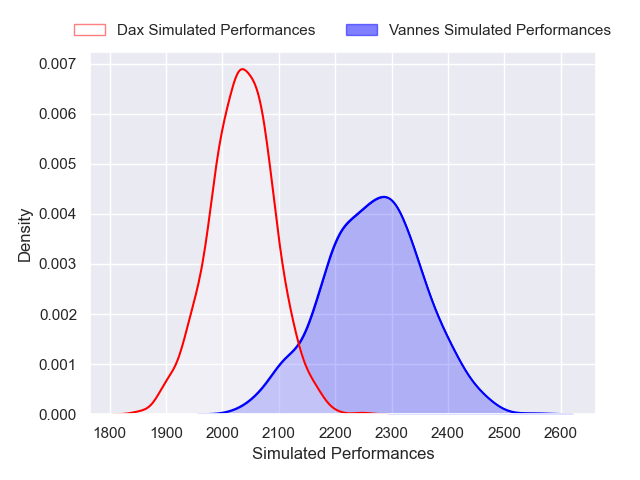 Dax Simulated Performances Vannes Simulated Performances
0.007
0.006
0.005
0.004
0.003
0.002
0.001
0.000
Density
1800 1900 2000 2100 2200 2300 2400 2500 2600
Simulated Performances